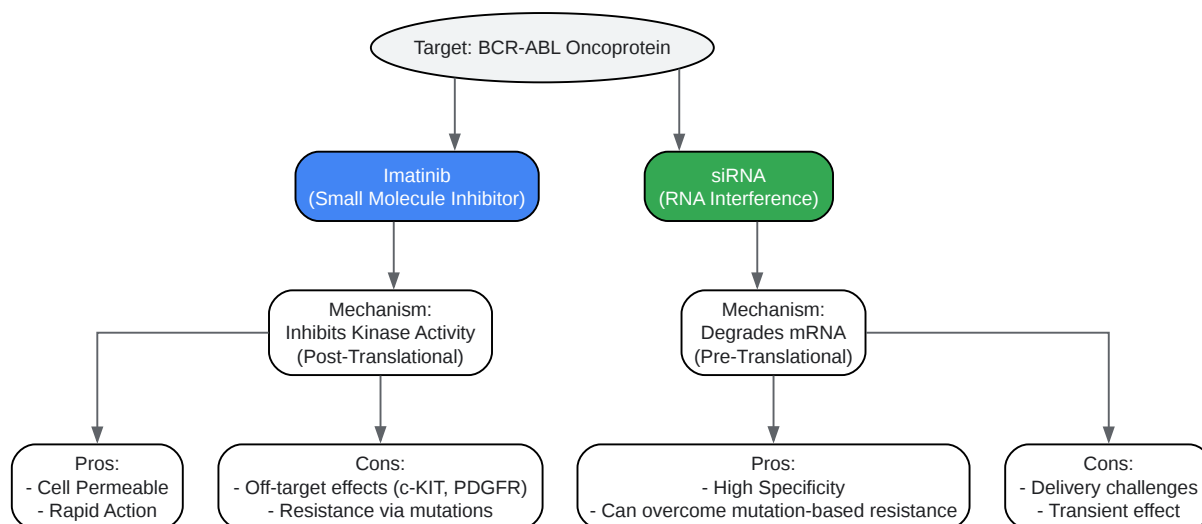 Target: BCR-ABL Oncoprotein
Imatinib
(Small Molecule Inhibitor)
siRNA
(RNA Interference)
Mechanism:
Inhibits Kinase Activity
(Post-Translational)
Mechanism:
Degrades mRNA
(Pre-Translational)
Pros:
- Cell Permeable
- Rapid Action
Cons:
- Off-target effects (c-KIT, PDGFR)
- Resistance via mutations
Pros:
- High Specificity
- Can overcome mutation-based resistance
Cons:
- Delivery challenges
- Transient effect